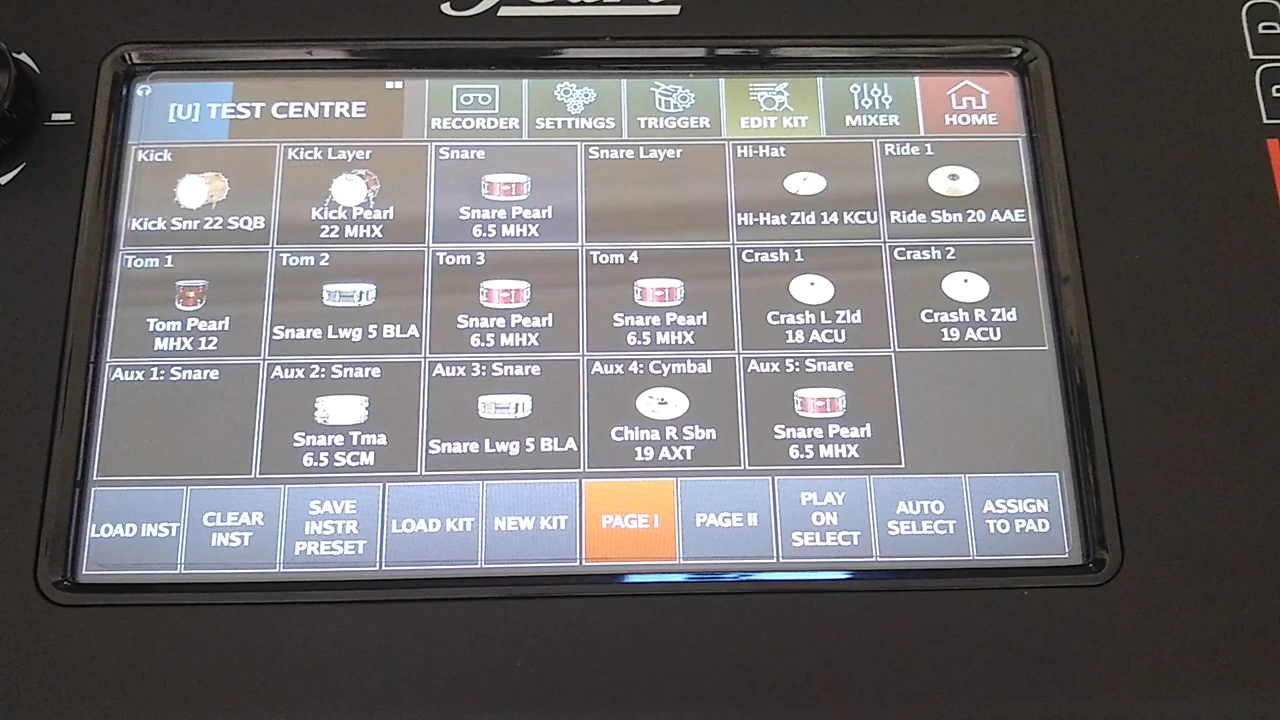 [U] TEST CENTRE
RECORDER
SETTINGS
TRIGGER
EDIT KIT
MIXER
HOME
Kick
Kick Snr 22 SQB
Kick Layer
Kick Pearl
22 MHX
Snare
Snare Pearl
6.5 MHX
Snare Layer
Hi-Hat
Hi-Hat Zld 14 KCU
Ride 1
Ride Sbn 20 AAE
Tom 1
Tom Pearl
MHX 12
Tom 2
Snare Lwg 5 BLA
Tom 3
Snare Pearl
6.5 MHX
Tom 4
Snare Pearl
6.5 MHX
Crash 1
Crash L Zld
18 ACU
Crash 2
Crash R Zld
19 ACU
Aux 1: Snare
Aux 2: Snare
Snare Tma
6.5 SCM
Aux 3: Snare
Snare Lwg 5 BLA
Aux 4: Cymbal
China R Sbn
19 AXT
Aux 5: Snare
Snare Pearl
6.5 MHX
LOAD INST
CLEAR
INST
SAVE
INSTR
PRESET
LOAD KIT
NEW KIT
PAGE I
PAGE II
PLAY
ON
SELECT
AUTO
SELECT
ASSIGN
TO PAD